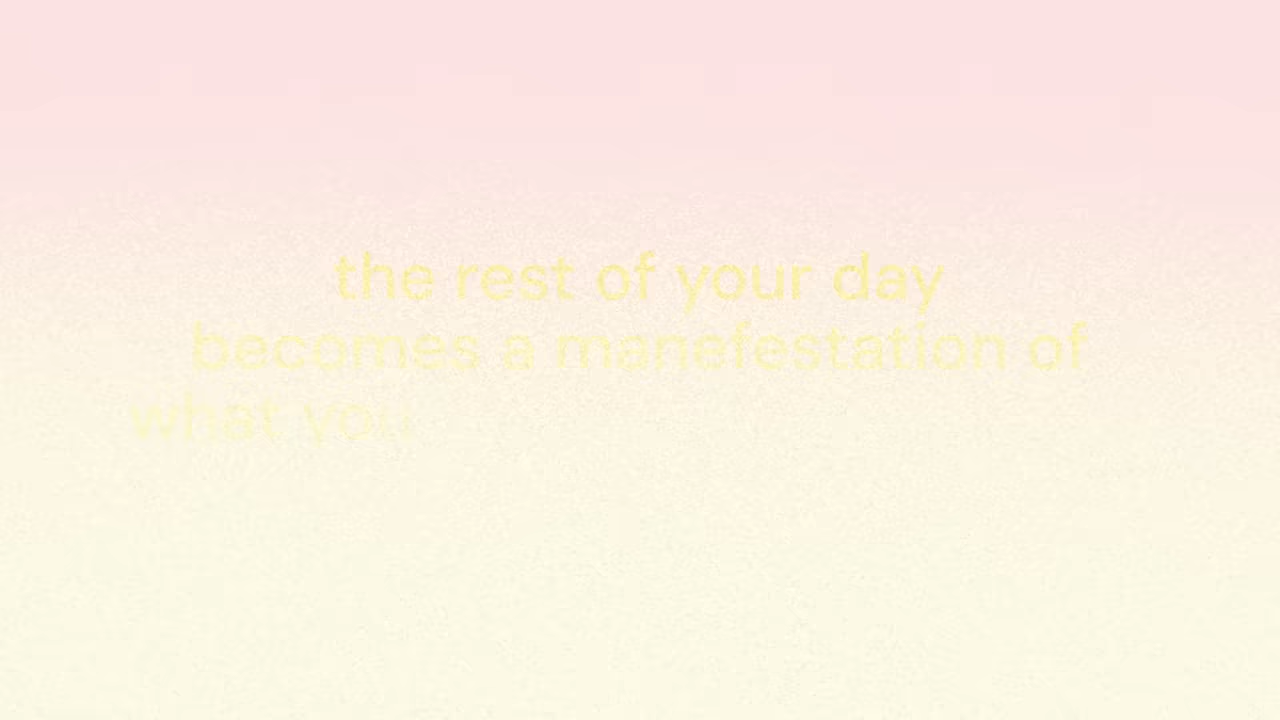 the rest of your day
becomes a manefestation of
what you